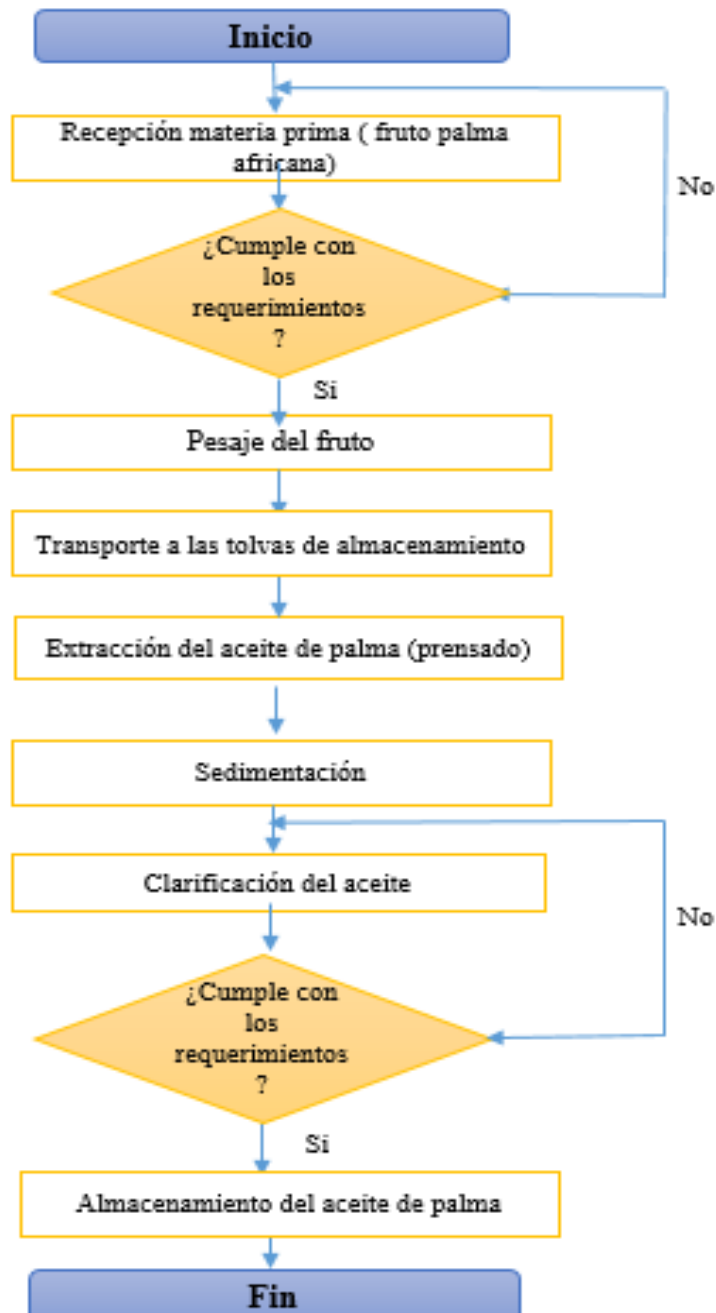 Inicio
Recepción materia prima ( fruto palma
africana)
No
¿Cumple con
los
requerimientos
?
Si
Pesaje del fruto
Transporte a las tolvas de almacenamiento
Extracción del aceite de palma (prensado)
Sedimentación
Clarificación del aceite
No
¿Cumple con
los
requerimientos
?
Si
Almacenamiento del aceite de palma
Fin